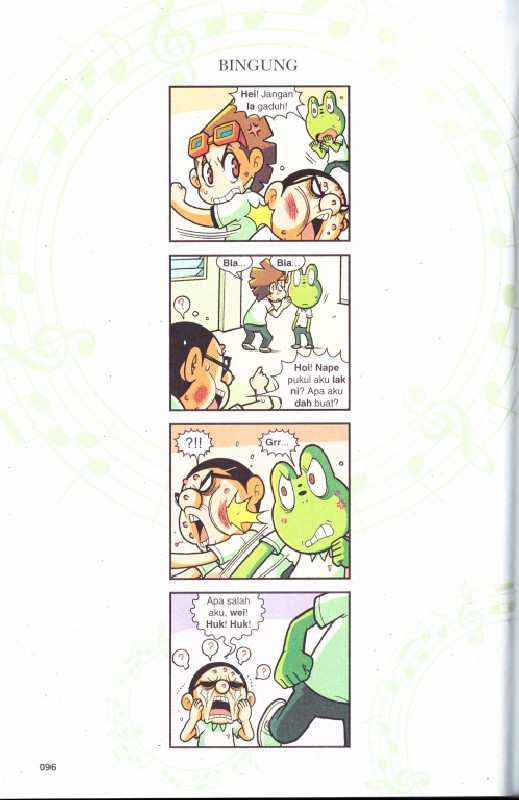 BINGUNG
Hei! Jangan
la gaduh!
Bla...
Bla...
?
Hoi! Nape
pukul aku lak
nii? Apa aku
dah buat?
?!!
Grr...
Apa salah
aku, wei!
Huk! Huk!
?
?
?
?
096